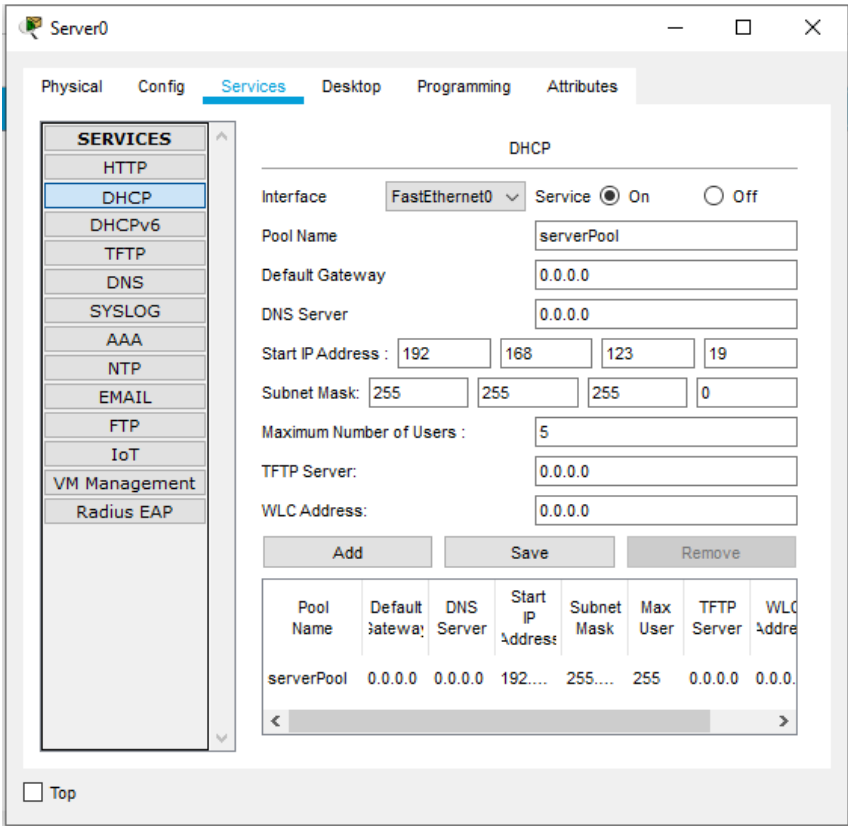 Server0
Physical Config Services Desktop Programming Attributes
SERVICES
HTTP
DHCP
DHCPv6
TFTP
DNS
SYSLOG
AAA
NTP
EMAIL
FTP
IoT
VM Management
Radius EAP
DHCP
Interface FastEthernet0 Service On Off
Pool Name serverPool
Default Gateway 0.0.0.0
DNS Server 0.0.0.0
Start IP Address : 192 168 123 19
Subnet Mask: 255 255 255 0
Maximum Number of Users : 5
TFTP Server: 0.0.0.0
WLC Address: 0.0.0.0
Add Save Remove
Pool Name Default Gateway DNS Server Start IP Address Subnet Mask Max User TFTP Server WLC Addre
serverPool 0.0.0.0 0.0.0.0 192.... 255.... 255 0.0.0.0 0.0.0.
Top